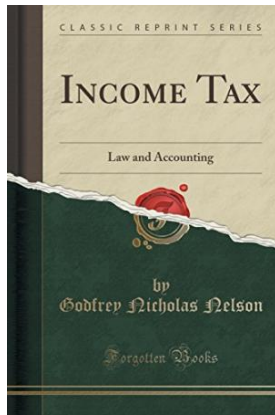 CLASSIC REPRINT SERIES
INCOME TAX
Law and Accounting
by
Godfrey Nicholas Nelson
Forgotten Books